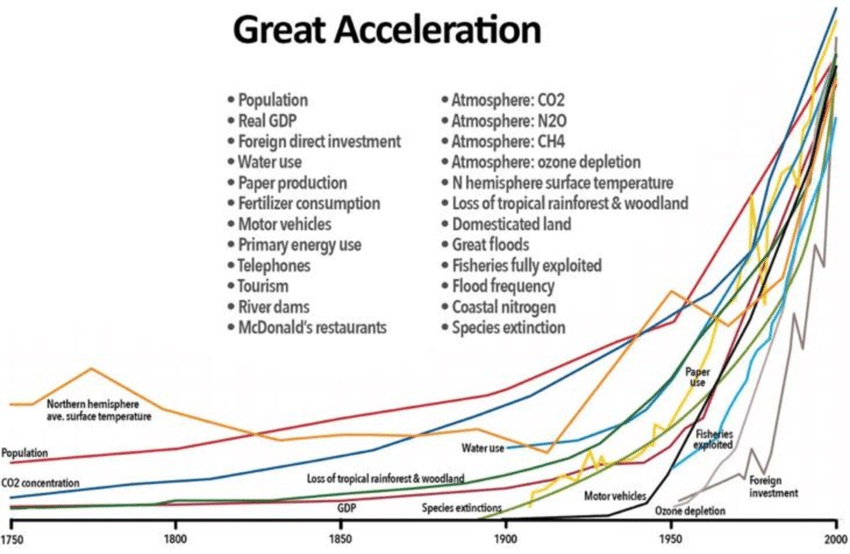 Great Acceleration
• Population
• Real GDP
• Foreign direct investment
• Water use
• Paper production
• Fertilizer consumption
• Motor vehicles
• Primary energy use
• Telephones
• Tourism
• River dams
• McDonald's restaurants
• Atmosphere: CO2
• Atmosphere: N2O
• Atmosphere: CH4
• Atmosphere: ozone depletion
• N hemisphere surface temperature
• Loss of tropical rainforest & woodland
• Domesticated land
• Great floods
• Fisheries fully exploited
• Flood frequency
• Coastal nitrogen
• Species extinction
Northern hemisphere
ave. surface temperature
Population
CO2 concentration
Loss of tropical rainforest & woodland
GDP
Water use
Species extinctions
Paper
use
Fisheries
exploited
Motor vehicles
Ozone depletion
Foreign
investment
1750
1800
1850
1900
1950
2000